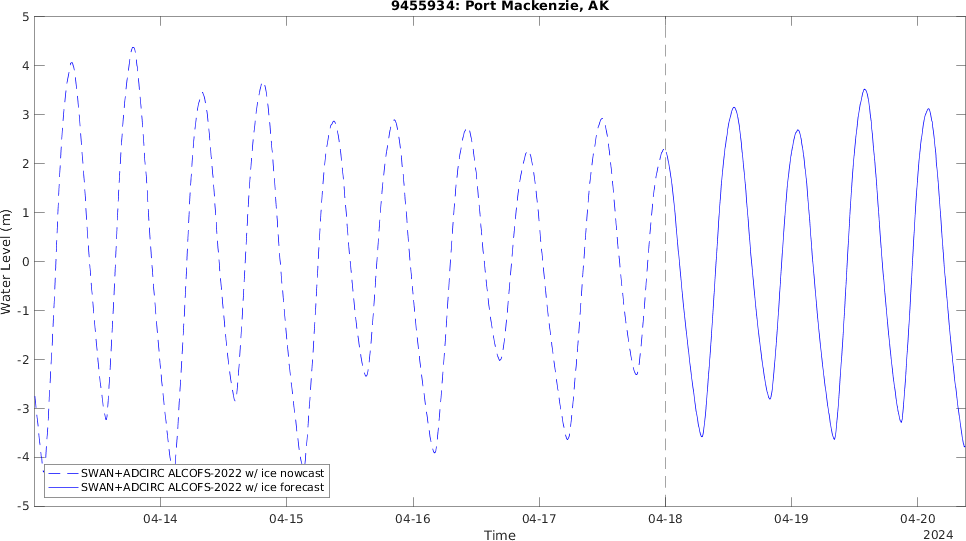 9455934: Port Mackenzie, AK
5
4
3
2
1
0
-1
-2
-3
-4
-5
Water Level (m)
SWAN+ADCIRC ALCOFS-2022 w/ ice nowcast
SWAN+ADCIRC ALCOFS-2022 w/ ice forecast
04-14 04-15 04-16 04-17 04-18 04-19 04-20
Time
2024